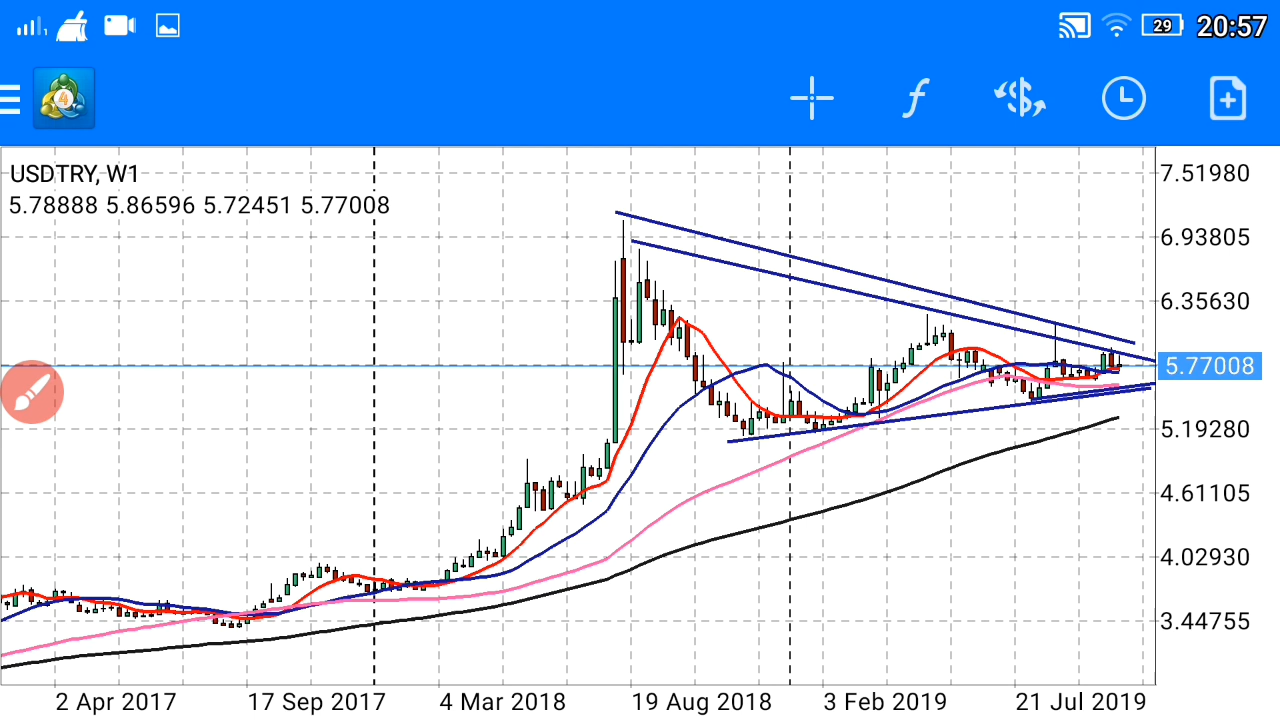 29 20:57
4
f $
USDTRY, W1
5.78888 5.86596 5.72451 5.77008
7.51980
6.93805
6.35630
5.77008
5.19280
4.61105
4.02930
3.44755
2 Apr 2017 17 Sep 2017 4 Mar 2018 19 Aug 2018 3 Feb 2019 21 Jul 2019